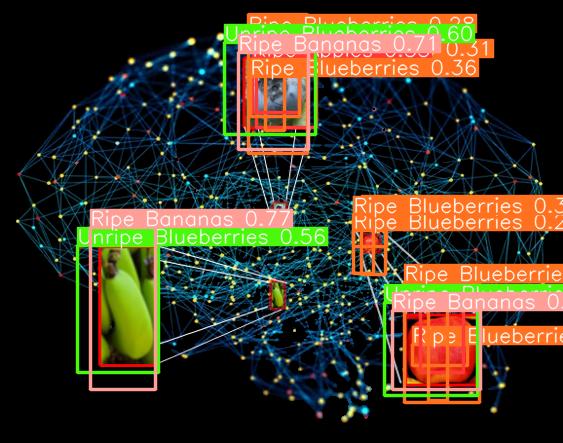 Ripe Blueberries 0.28
Unripe Blueberries 0.60
Ripe Bananas 0.71
0.31
Ripe Blueberries 0.36
Ripe Blueberries 0.3
Ripe Blueberries 0.2
Ripe Bananas 0.77
Unripe Blueberries 0.56
Ripe Blueberrie
Ripe Bananas 0.
Ripe Blueberrie